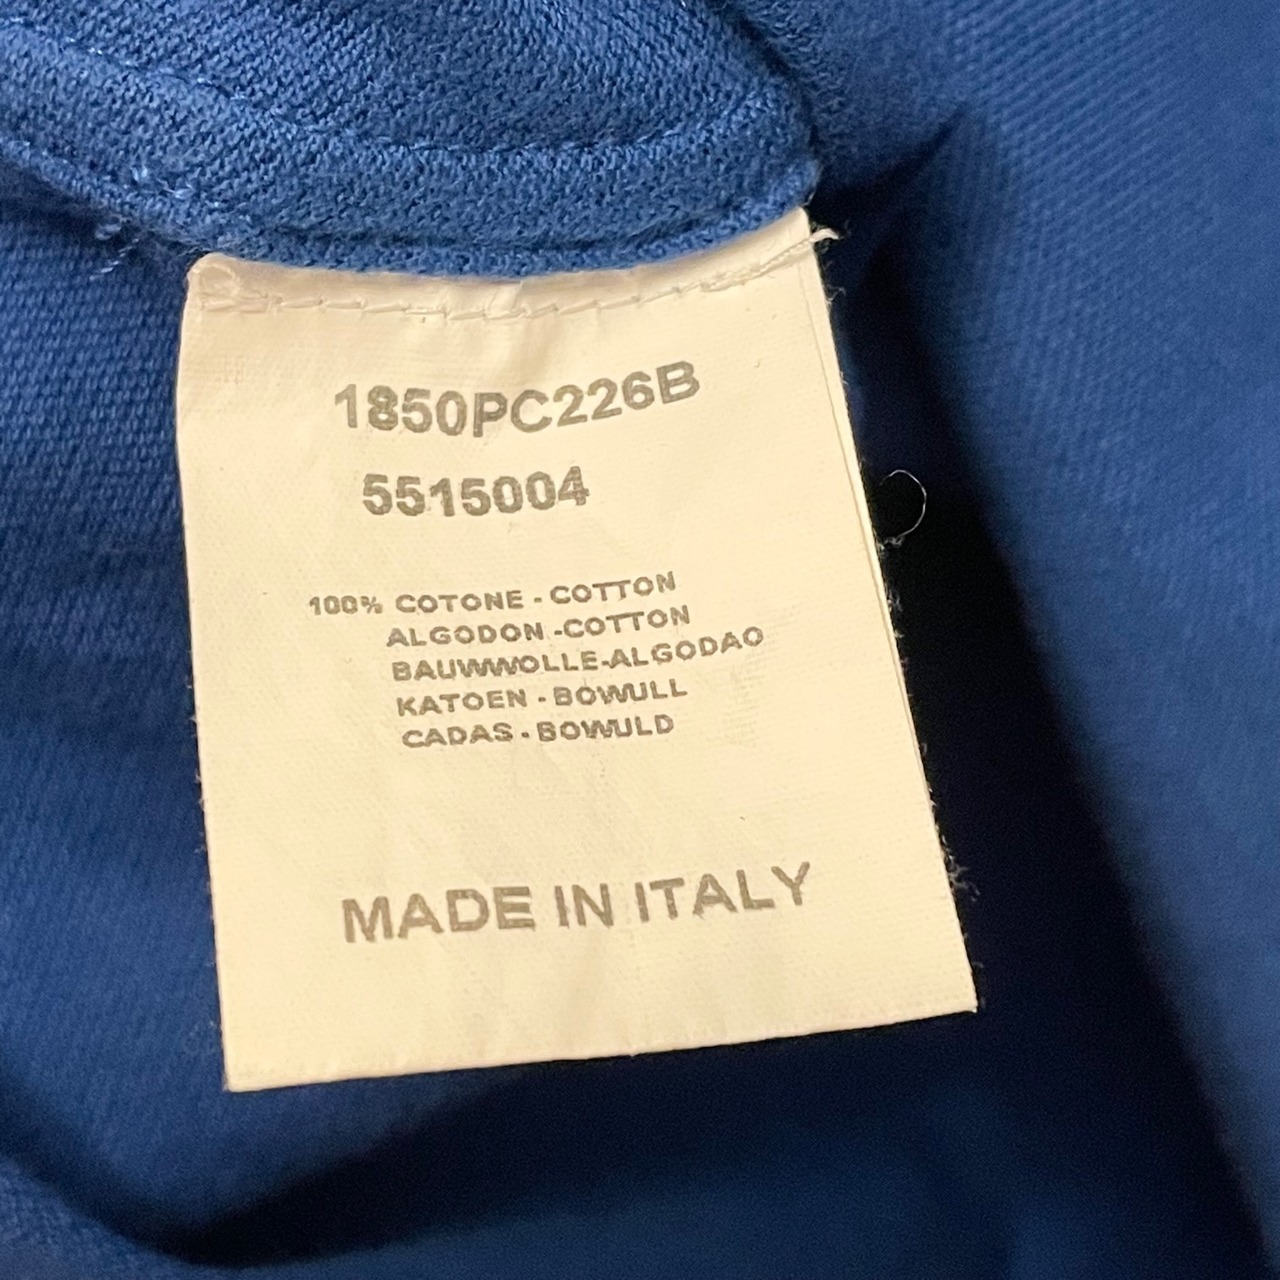 1850PC226B
5515004
100% COTONE - COTTON
ALGODON -COTTON
BAUWWOLLE-ALGODAO
KATOEN - BOWULL
CADAS - BOWULD
MADE IN ITALY